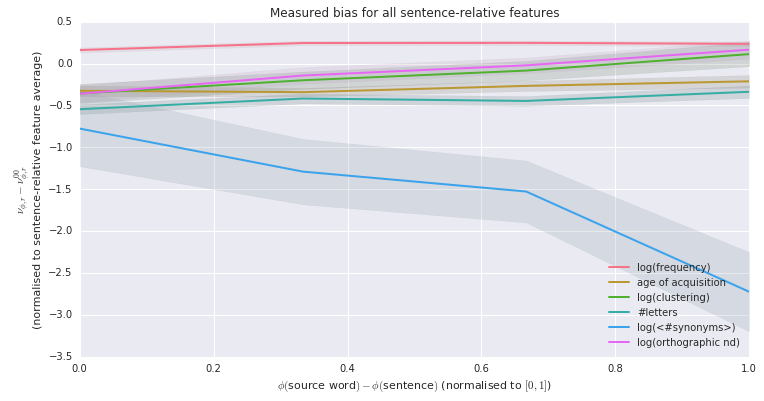 Measured bias for all sentence-relative features
0.5
0.0
−0.5
−1.0
−1.5
−2.0
−2.5
−3.0
−3.5
ν_{ϕ,r} − ν^{00}_{ϕ,r}
(normalised to sentence-relative feature average)
log(frequency)
age of acquisition
log(clustering)
#letters
log(<#synonyms>)
log(orthographic nd)
0.0 0.2 0.4 0.6 0.8 1.0
ϕ(source word) − ϕ(sentence) (normalised to [0, 1])